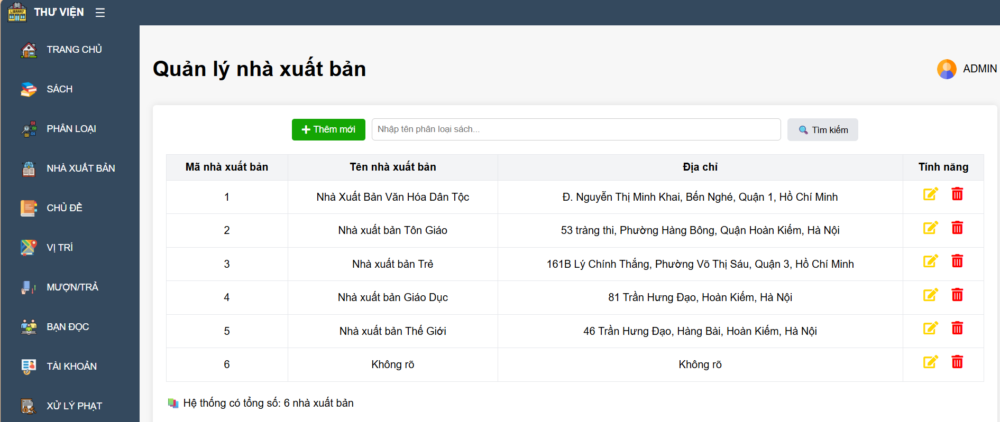 LIBRARY
THƯ VIỆN ☰
TRANG CHỦ
SÁCH
PHÂN LOẠI
NHÀ XUẤT BẢN
CHỦ ĐỀ
VỊ TRÍ
MƯỢN/TRẢ
BẠN ĐỌC
TÀI KHOẢN
XỬ LÝ PHẠT
Quản lý nhà xuất bản
ADMIN
Thêm mới Nhập tên phân loại sách... Tìm kiếm
Mã nhà xuất bản Tên nhà xuất bản Địa chỉ Tính năng
1 Nhà Xuất Bản Văn Hóa Dân Tộc Đ. Nguyễn Thị Minh Khai, Bến Nghé, Quận 1, Hồ Chí Minh
2 Nhà xuất bản Tôn Giáo 53 tràng thi, Phường Hàng Bông, Quận Hoàn Kiếm, Hà Nội
3 Nhà xuất bản Trẻ 161B Lý Chính Thắng, Phường Võ Thị Sáu, Quận 3, Hồ Chí Minh
4 Nhà xuất bản Giáo Dục 81 Trần Hưng Đạo, Hoàn Kiếm, Hà Nội
5 Nhà xuất bản Thế Giới 46 Trần Hưng Đạo, Hàng Bài, Hoàn Kiếm, Hà Nội
6 Không rõ Không rõ
Hệ thống có tổng số: 6 nhà xuất bản